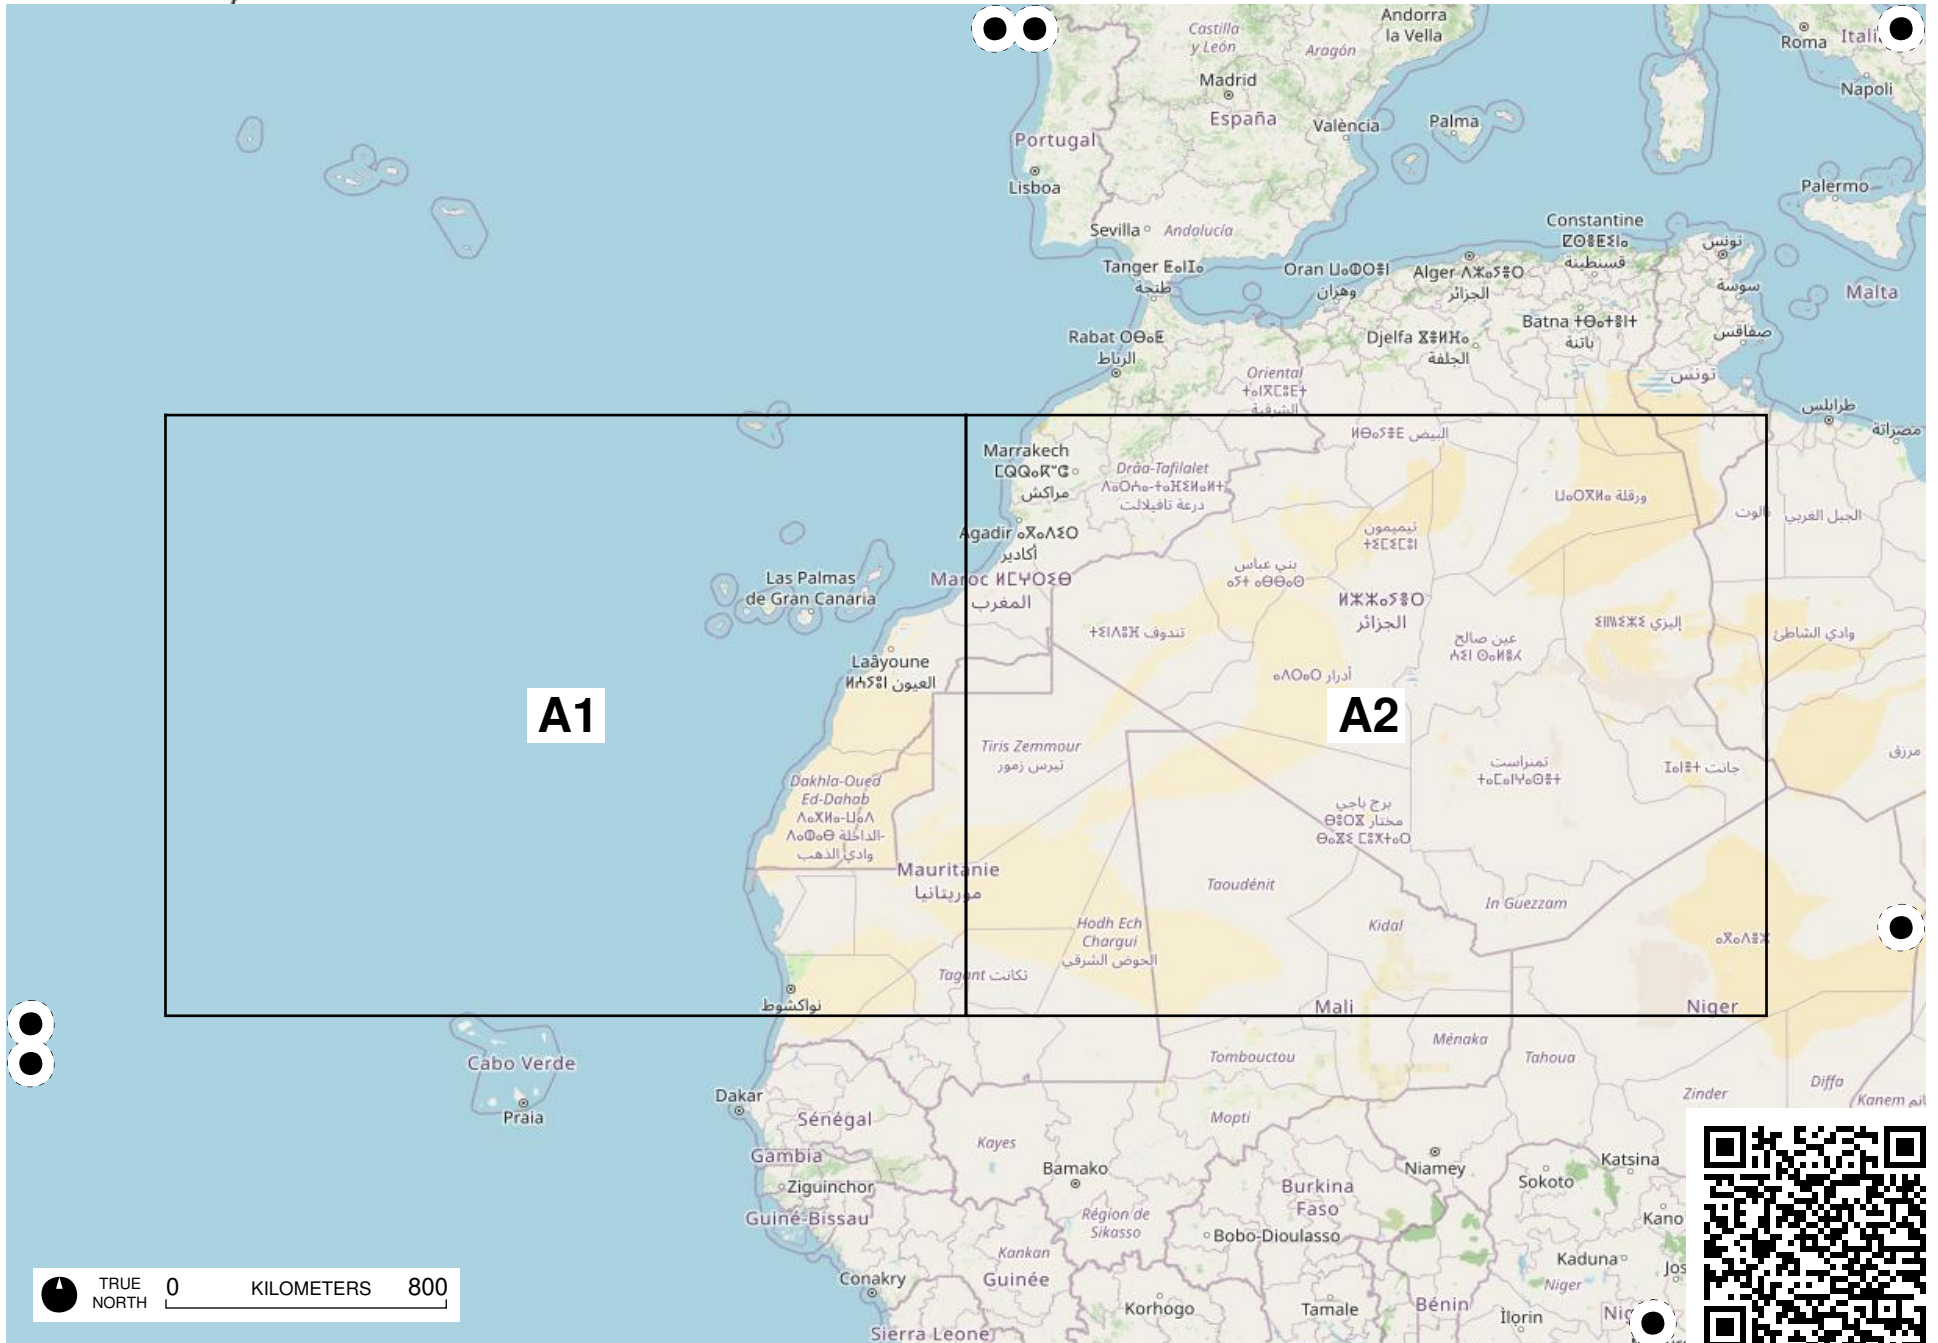 Castilla
y León
Aragón
Andorra
la Vella
Roma
Madrid
España
València
Palma
Napoli
Portugal
Lisboa
Palermo
Sevilla
Andalucía
Constantine
ⵇⵙⵓⵟⵉⵏⴰ
قسنطينة
تونس
Tanger ⵟⴰⵏⵊⴰ
طنجة
وهران
الجزائر
سوسة
Malta
Rabat ⵔⴱⴰⵟ
الرباط
الجلفة
باتنة
صفاقس
Oriental
الشرقية
تونس
طرابلس
مصراتة
البيض
Marrakech
مراكش
Drâa-Tafilalet
درعة تافيلالت
ورقلة
الجبل الغربي
تيميمون
أكادير
Las Palmas
de Gran Canaria
المغرب
بني عباس
الجزائر
تندوف
عين صالح
إليزي
وادي الشاطئ
Laâyoune
العيون
أدرار
A1
A2
Tiris Zemmour
تيرس زمور
تمنراست
جانت
مرزق
Dakhla-Oued
Ed-Dahab
الداخلة-
وادي الذهب
برج باجي
مختار
Mauritanie
موريتانيا
Taoudénit
In Guezzam
Hodh Ech
Chargui
الحوض الشرقي
Kidal
Tagant تكانت
نواكشوط
Mali
Niger
Cabo Verde
Praia
Ménaka
Tombouctou
Tahoua
Dakar
Sénégal
Zinder
Diffa
Kanem
Mopti
Kayes
Gambia
Bamako
Niamey
Katsina
Sokoto
Ziguinchor
Burkina
Faso
Guiné-Bissau
Région de
Sikasso
Bobo-Dioulasso
Kano
Kankan
Guinée
Kaduna
Niger
Conakry
Korhogo
Tamale
Bénin
Ilorin
Sierra Leone
TRUE
NORTH
0 KILOMETERS 800